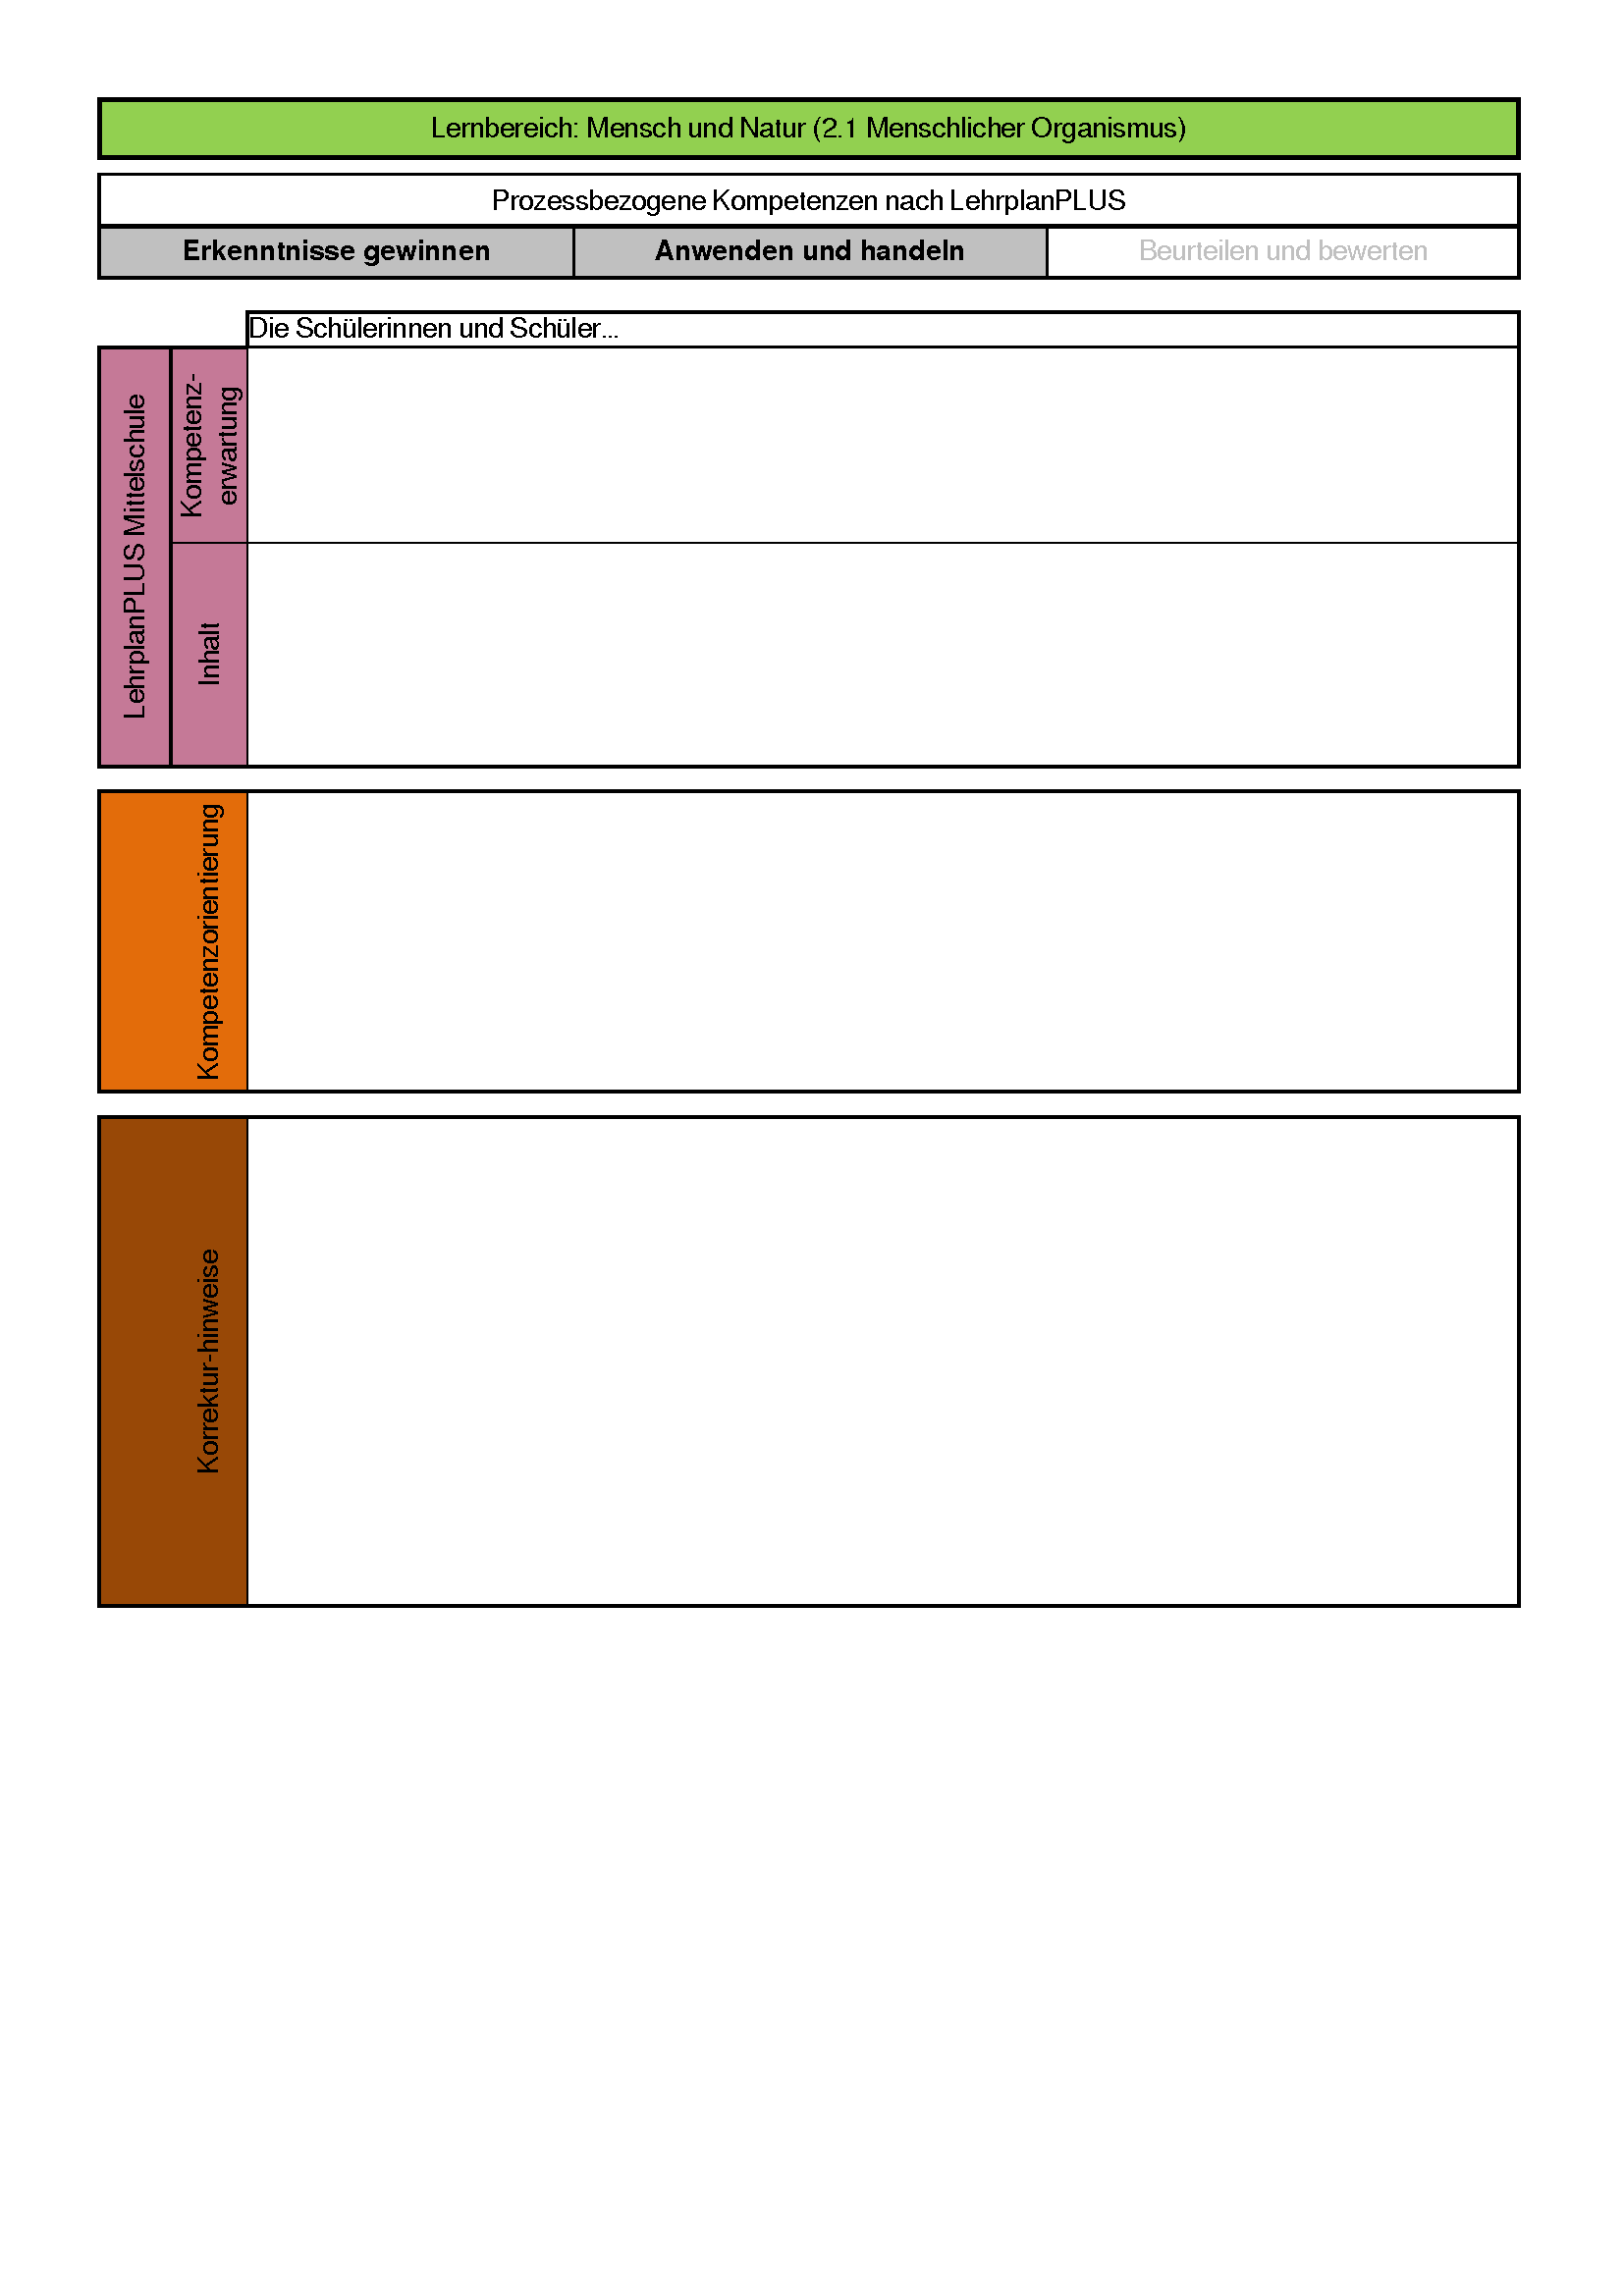 Lernbereich: Mensch und Natur (2.1 Menschlicher Organismus)
Prozessbezogene Kompetenzen nach LehrplanPLUS
Erkenntnisse gewinnen
Anwenden und handeln
Beurteilen und bewerten
Die Schülerinnen und Schüler...
LehrplanPLUS Mittelschule
Kompetenz-
erwartung
Inhalt
Kompetenzorientierung
Korrektur-hinweise